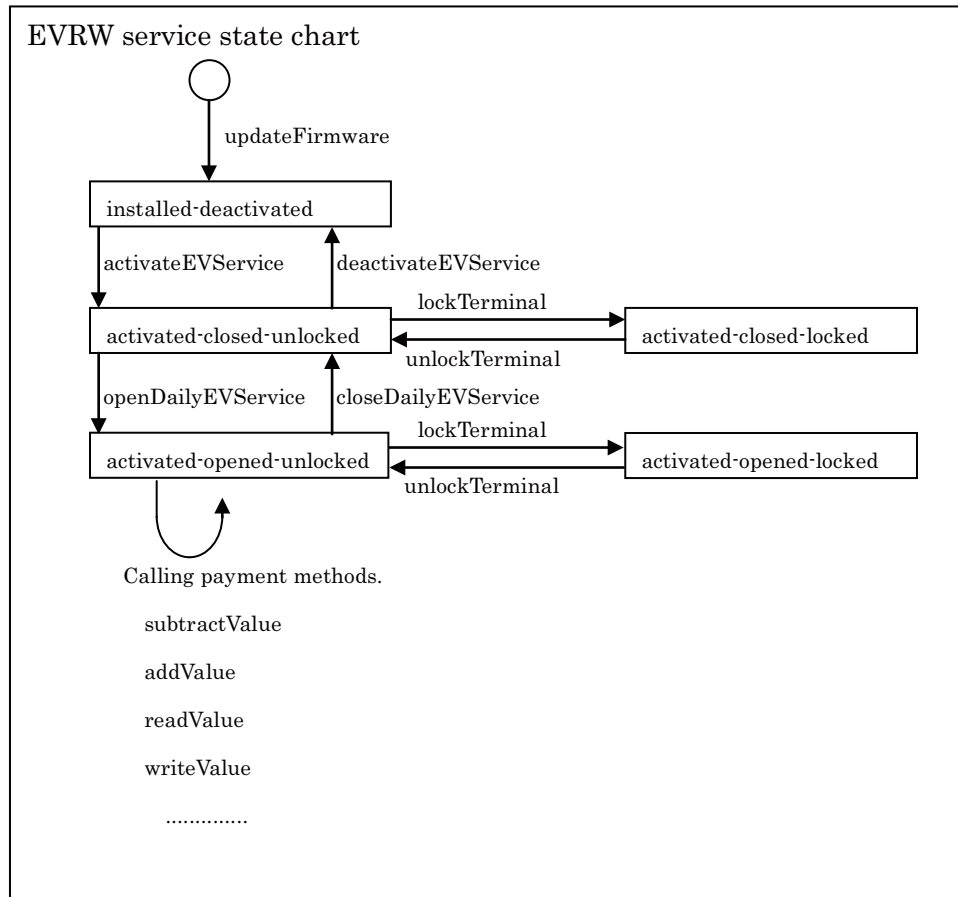 EVRW service state chart
updateFirmware
installed-deactivated
activateEVService
deactivateEVService
lockTerminal
activated-closed-unlocked
activated-closed-locked
unlockTerminal
openDailyEVService
closeDailyEVService
lockTerminal
activated-opened-unlocked
activated-opened-locked
unlockTerminal
Calling payment methods.
subtractValue
addValue
readValue
writeValue
..............